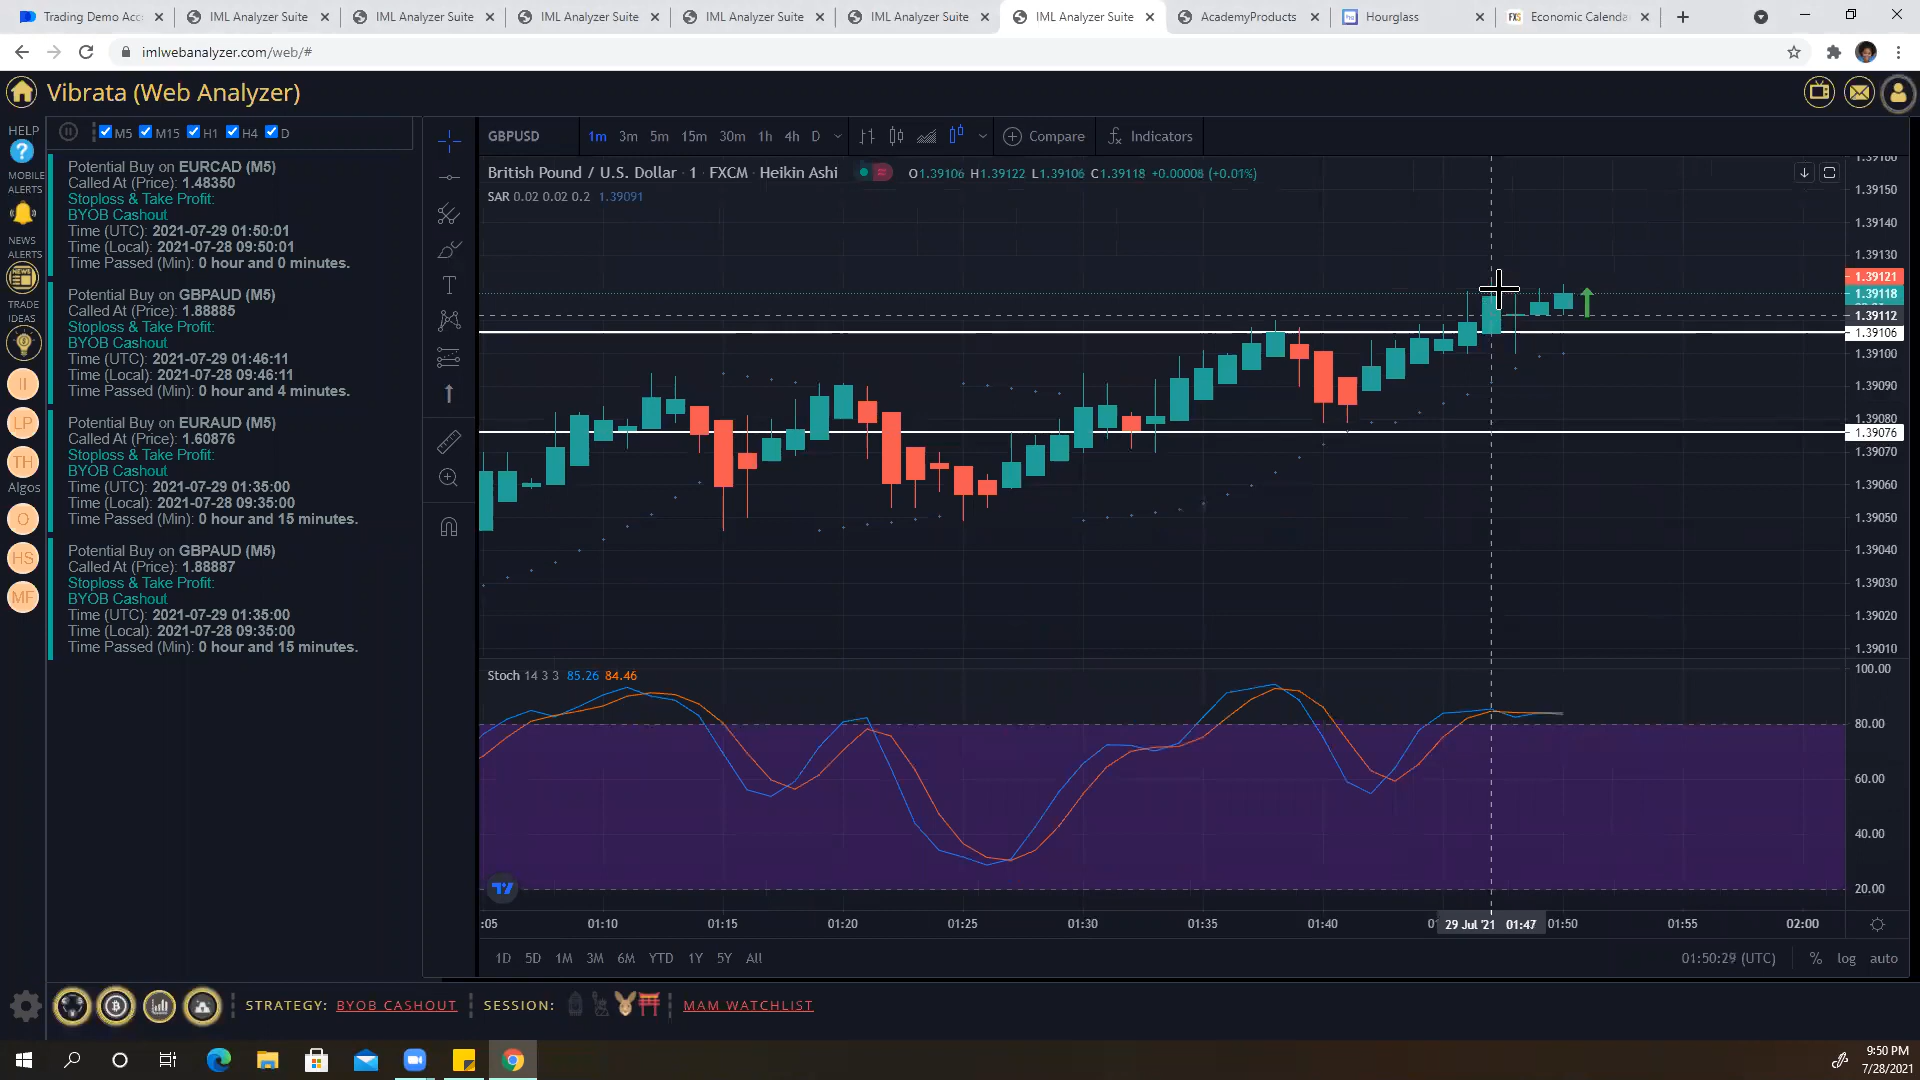 Trading Demo Acc
IML Analyzer Suite
IML Analyzer Suite
IML Analyzer Suite
IML Analyzer Suite
IML Analyzer Suite
IML Analyzer Suite
AcademyProducts
Hourglass
Economic Calenda
imlwebanalyzer.com/web/#
Vibrata (Web Analyzer)
HELP
MOBILE
ALERTS
NEWS
ALERTS
NEWS
TRADE
IDEAS
II
LP
TH
Algos
O
HS
MF
M5 M15 H1 H4 D
Potential Buy on EURCAD (M5)
Called At (Price): 1.48350
Stoploss & Take Profit:
BYOB Cashout
Time (UTC): 2021-07-29 01:50:01
Time (Local): 2021-07-28 09:50:01
Time Passed (Min): 0 hour and 0 minutes.
Potential Buy on GBPAUD (M5)
Called At (Price): 1.88885
Stoploss & Take Profit:
BYOB Cashout
Time (UTC): 2021-07-29 01:46:11
Time (Local): 2021-07-28 09:46:11
Time Passed (Min): 0 hour and 4 minutes.
Potential Buy on EURAUD (M5)
Called At (Price): 1.60876
Stoploss & Take Profit:
BYOB Cashout
Time (UTC): 2021-07-29 01:35:00
Time (Local): 2021-07-28 09:35:00
Time Passed (Min): 0 hour and 15 minutes.
Potential Buy on GBPAUD (M5)
Called At (Price): 1.88887
Stoploss & Take Profit:
BYOB Cashout
Time (UTC): 2021-07-29 01:35:00
Time (Local): 2021-07-28 09:35:00
Time Passed (Min): 0 hour and 15 minutes.
GBPUSD 1m 3m 5m 15m 30m 1h 4h D Compare Indicators
British Pound / U.S. Dollar · 1 · FXCM · Heikin Ashi O1.39106 H1.39122 L1.39106 C1.39118 +0.00008 (+0.01%)
SAR 0.02 0.02 0.2 1.39091
1.39160
1.39150
1.39140
1.39130
1.39121
1.39118
1.39112
1.39106
1.39100
1.39090
1.39080
1.39076
1.39070
1.39060
1.39050
1.39040
1.39030
1.39020
1.39010
Stoch 14 3 3 85.26 84.46
100.00
80.00
60.00
40.00
20.00
:05 01:10 01:15 01:20 01:25 01:30 01:35 01:40 29 Jul '21 01:47 01:50 01:55 02:00
1D 5D 1M 3M 6M YTD 1Y 5Y All 01:50:29 (UTC) % log auto
STRATEGY: BYOB CASHOUT SESSION: MAM WATCHLIST
9:50 PM
7/28/2021